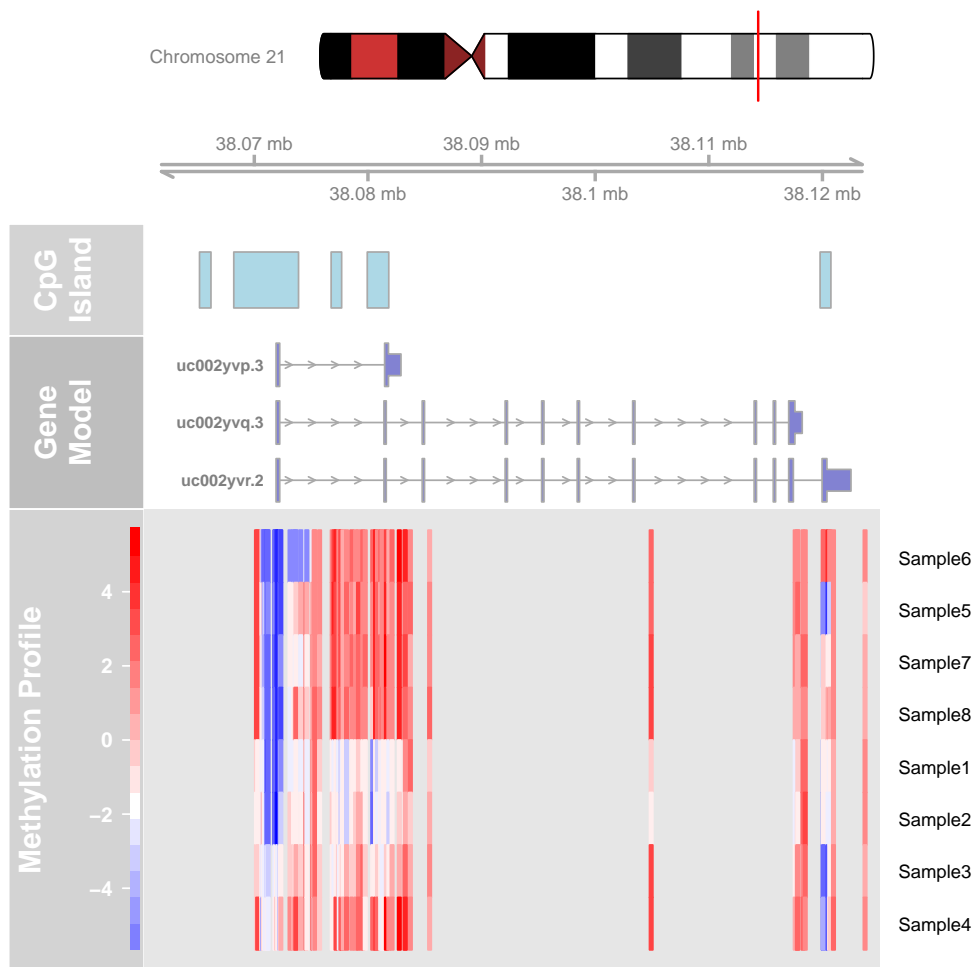 Chromosome 21
38.07 mb
38.09 mb
38.11 mb
38.08 mb
38.1 mb
38.12 mb
CpG
Island
Gene
Model
uc002yvp.3
uc002yvq.3
uc002yvr.2
Methylation Profile
4
2
0
−2
−4
Sample6
Sample5
Sample7
Sample8
Sample1
Sample2
Sample3
Sample4